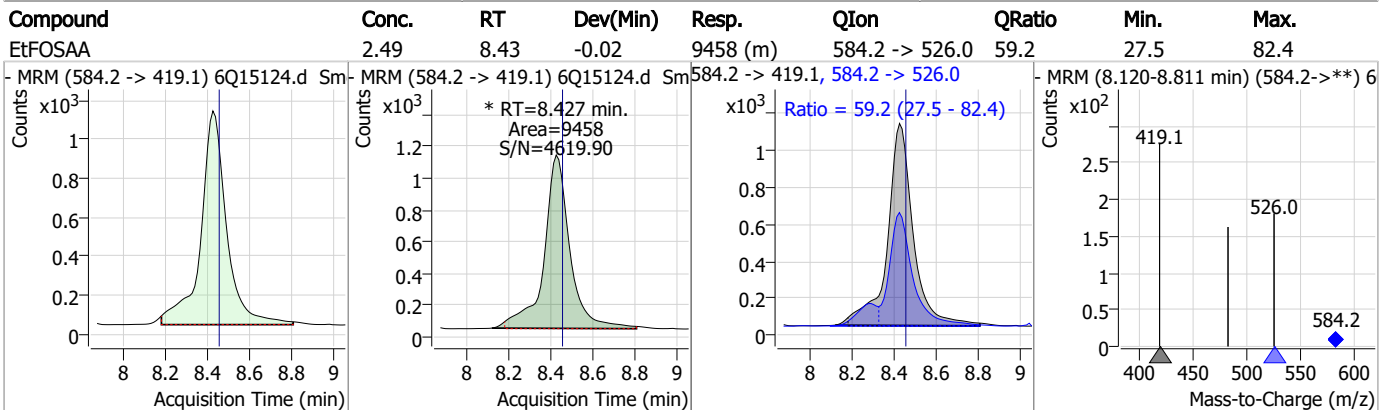 Compound Conc. RT Dev(Min) Resp. QIon QRatio Min. Max.
EtFOSAA 2.49 8.43 -0.02 9458 (m) 584.2 -> 526.0 59.2 27.5 82.4
- MRM (584.2 -> 419.1) 6Q15124.d Sm
Counts
x10³
1
0.8
0.6
0.4
0.2
0
8 8.2 8.4 8.6 8.8 9
Acquisition Time (min)
- MRM (584.2 -> 419.1) 6Q15124.d Sm
Counts
x10³
* RT=8.427 min.
Area=9458
S/N=4619.90
1.2
1
0.8
0.6
0.4
0.2
0
8 8.2 8.4 8.6 8.8 9
Acquisition Time (min)
584.2 -> 419.1, 584.2 -> 526.0
Counts
x10³
Ratio = 59.2 (27.5 - 82.4)
1
0.8
0.6
0.4
0.2
0
8 8.2 8.4 8.6 8.8 9
Acquisition Time (min)
- MRM (8.120-8.811 min) (584.2->**) 6
Counts
x10²
419.1
526.0
584.2
2.5
2
1.5
1
0.5
0
400 450 500 550 600
Mass-to-Charge (m/z)